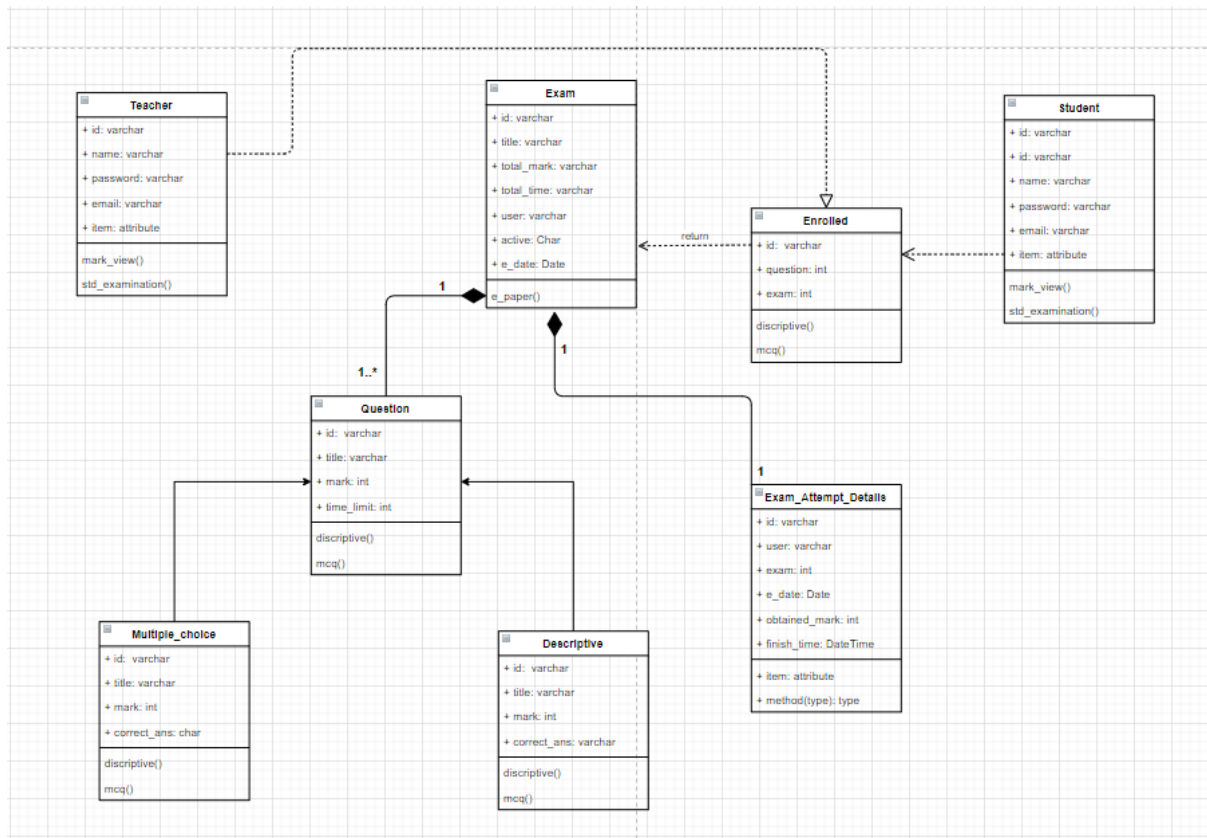 Teacher
+ id: varchar
+ name: varchar
+ password: varchar
+ email: varchar
+ item: attribute
mark_view()
std_examination()
Exam
+ id: varchar
+ title: varchar
+ total_mark: varchar
+ total_time: varchar
+ user: varchar
+ active: Char
+ e_date: Date
e_paper()
Student
+ id: varchar
+ id: varchar
+ name: varchar
+ password: varchar
+ email: varchar
+ item: attribute
mark_view()
std_examination()
return
Enrolled
+ id: varchar
+ question: int
+ exam: int
discriptive()
mcq()
1
1..*
1
1
Question
+ id: varchar
+ title: varchar
+ mark: int
+ time_limit: int
discriptive()
mcq()
Exam_Attempt_Details
+ id: varchar
+ user: varchar
+ exam: int
+ e_date: Date
+ obtained_mark: int
+ finish_time: DateTime
+ item: attribute
+ method(type): type
Multiple_choice
+ id: varchar
+ title: varchar
+ mark: int
+ correct_ans: char
discriptive()
mcq()
Descriptive
+ id: varchar
+ title: varchar
+ mark: int
+ correct_ans: varchar
discriptive()
mcq()